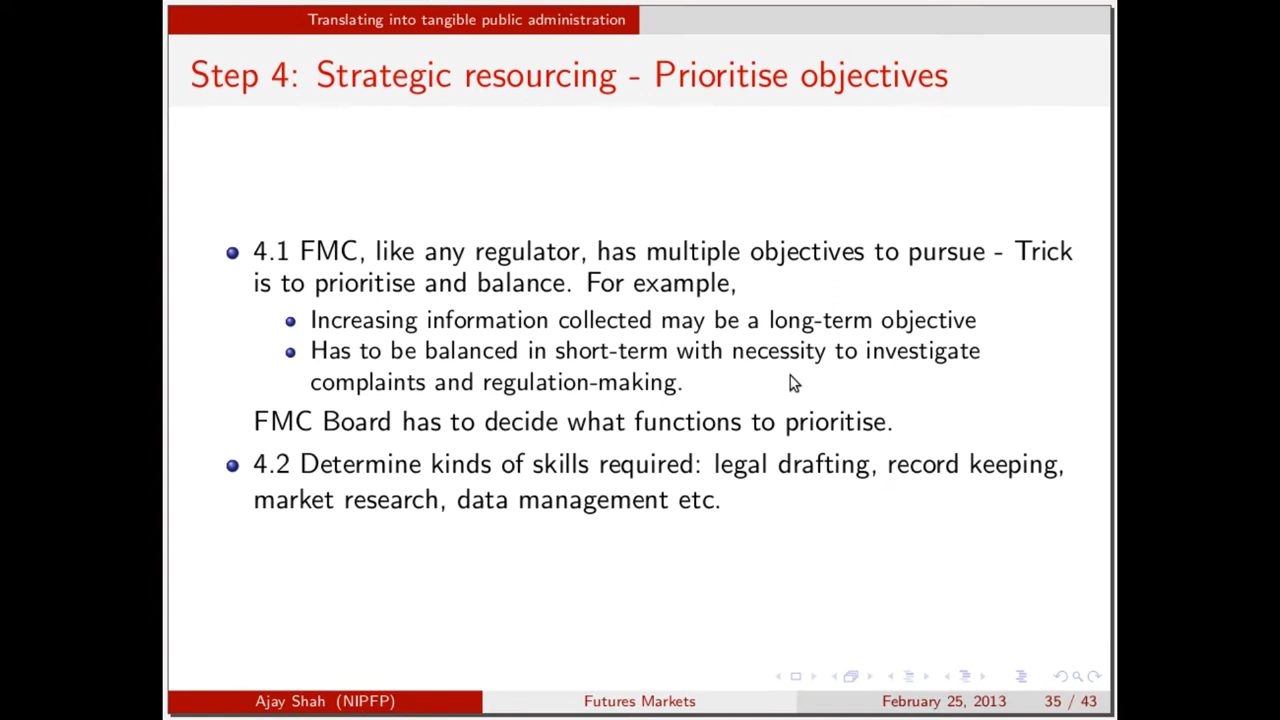 Translating into tangible public administration
Step 4: Strategic resourcing - Prioritise objectives
4.1 FMC, like any regulator, has multiple objectives to pursue - Trick
is to prioritise and balance. For example,
Increasing information collected may be a long-term objective
Has to be balanced in short-term with necessity to investigate
complaints and regulation-making.
FMC Board has to decide what functions to prioritise.
4.2 Determine kinds of skills required: legal drafting, record keeping,
market research, data management etc.
Ajay Shah (NIPFP) Futures Markets February 25, 2013 35 / 43